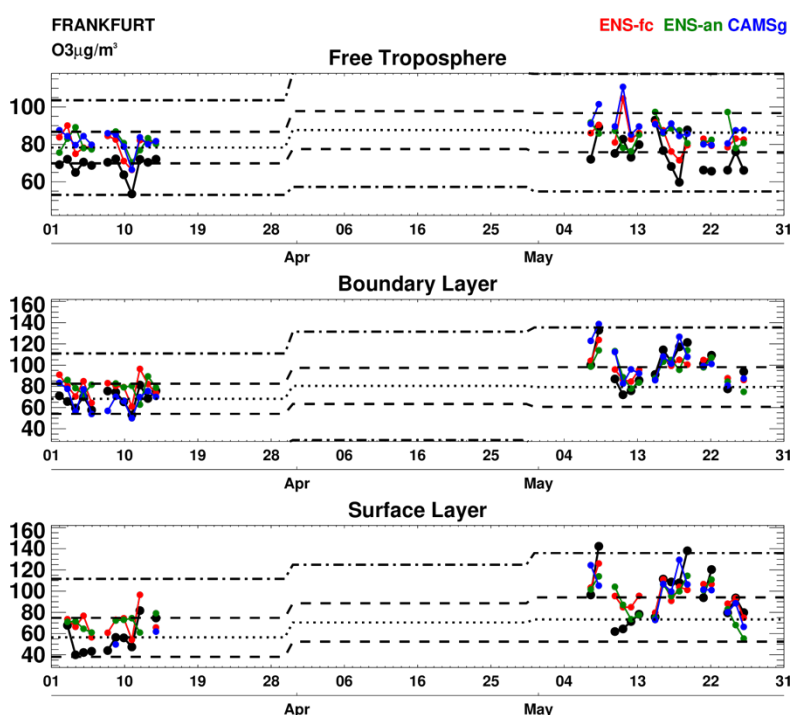 FRANKFURT
ENS-fc ENS-an CAMSg
O3μg/m³
Free Troposphere
100
80
60
01 10 19 28 06 15 25 04 13 22 31
Apr May
Boundary Layer
160
140
120
100
80
60
40
01 10 19 28 06 15 25 04 13 22 31
Apr May
Surface Layer
160
140
120
100
80
60
40
01 10 19 28 06 15 25 04 13 22 31
Apr May